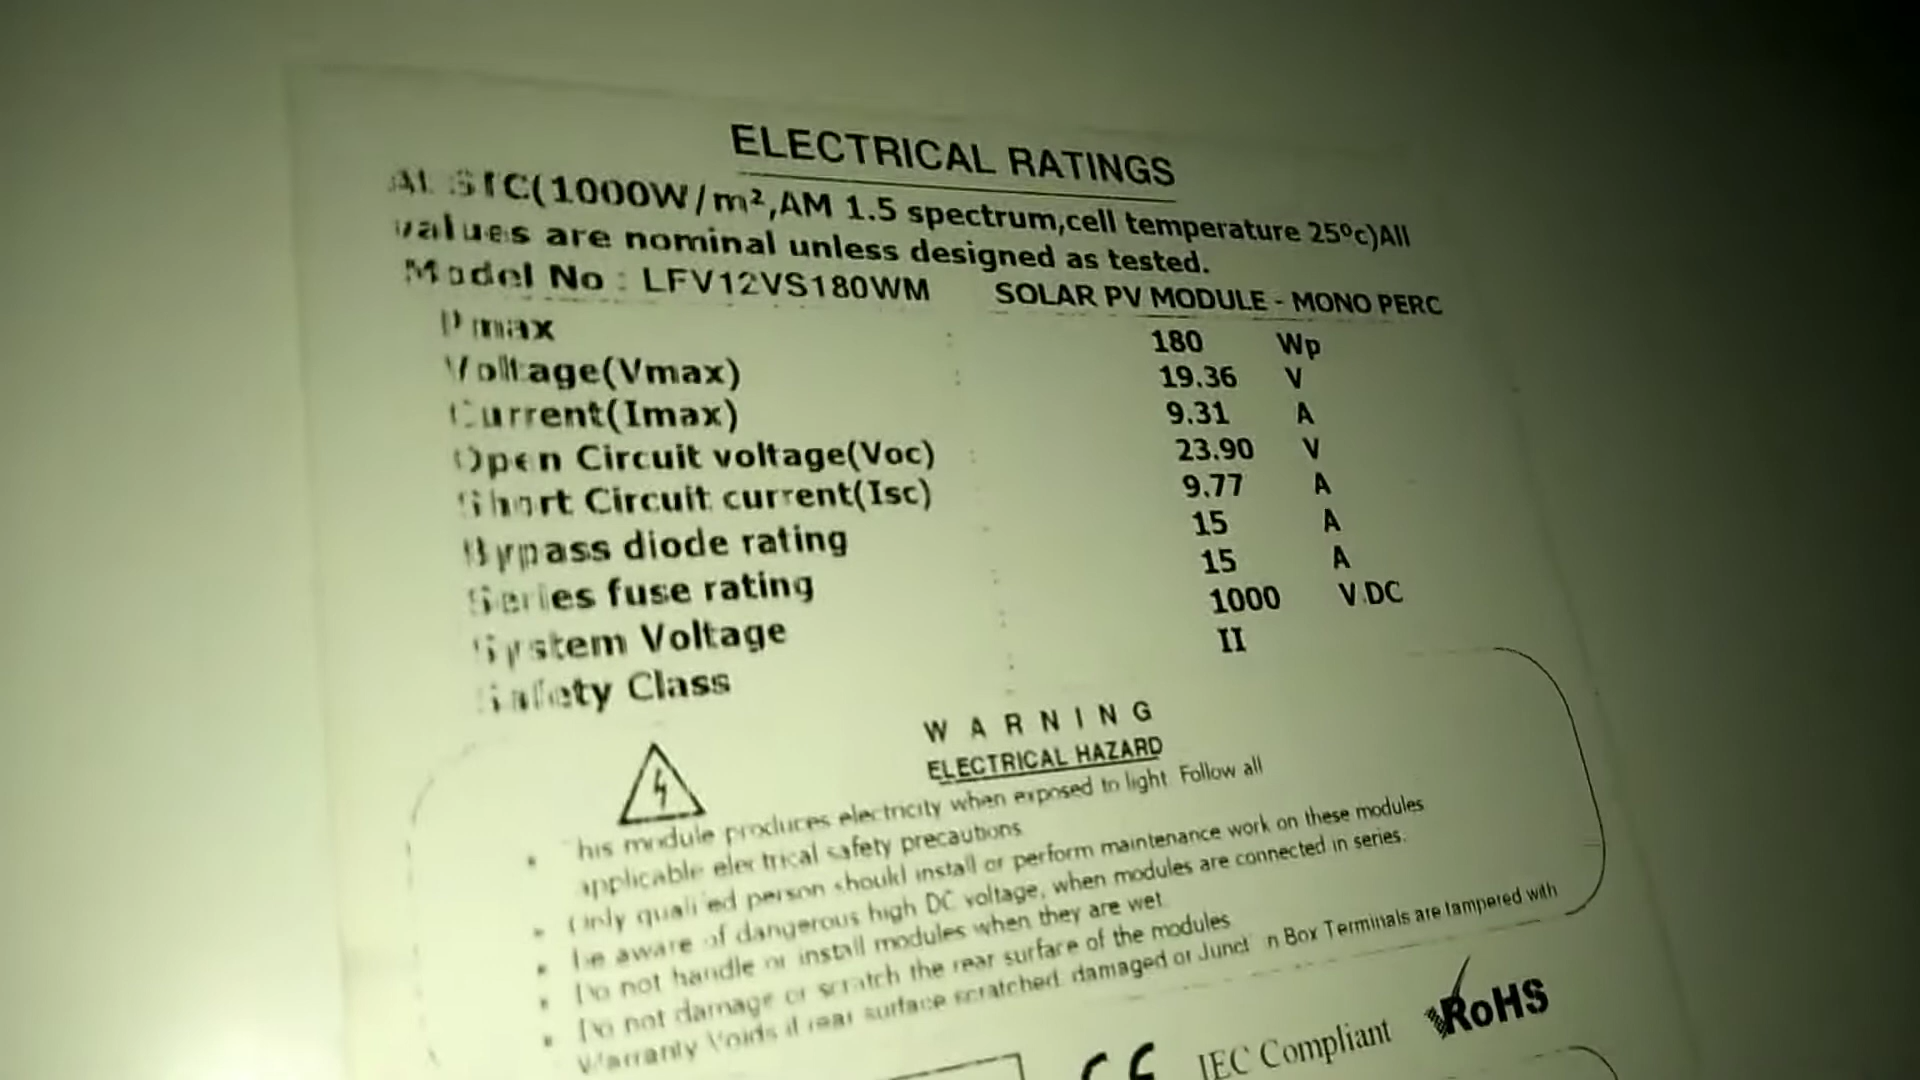 ELECTRICAL RATINGS
At STC(1000W/m²,AM 1.5 spectrum,cell temperature 25ºc)All
values are nominal unless designed as tested.
Model No : LFV12VS180WM SOLAR PV MODULE - MONO PERC
Pmax : 180 Wp
Voltage(Vmax) : 19.36 V
Current(Imax) 9.31 A
Open Circuit voltage(Voc) : 23.90 V
Short Circuit current(Isc) 9.77 A
Bypass diode rating : 15 A
Series fuse rating : 15 A
System Voltage : 1000 V.DC
Safety Class : II
WARNING
ELECTRICAL HAZARD
• This module produces electricity when exposed to light. Follow all
applicable electrical safety precautions.
• Only qualified person should install or perform maintenance work on these modules
• Be aware of dangerous high DC voltage, when modules are connected in series.
• Do not handle or install modules when they are wet.
• Do not damage or scratch the rear surface of the modules
Warranty Voids if rear surface scratched, damaged or Junction Box Terminals are tampered with
CE IEC Compliant RoHS